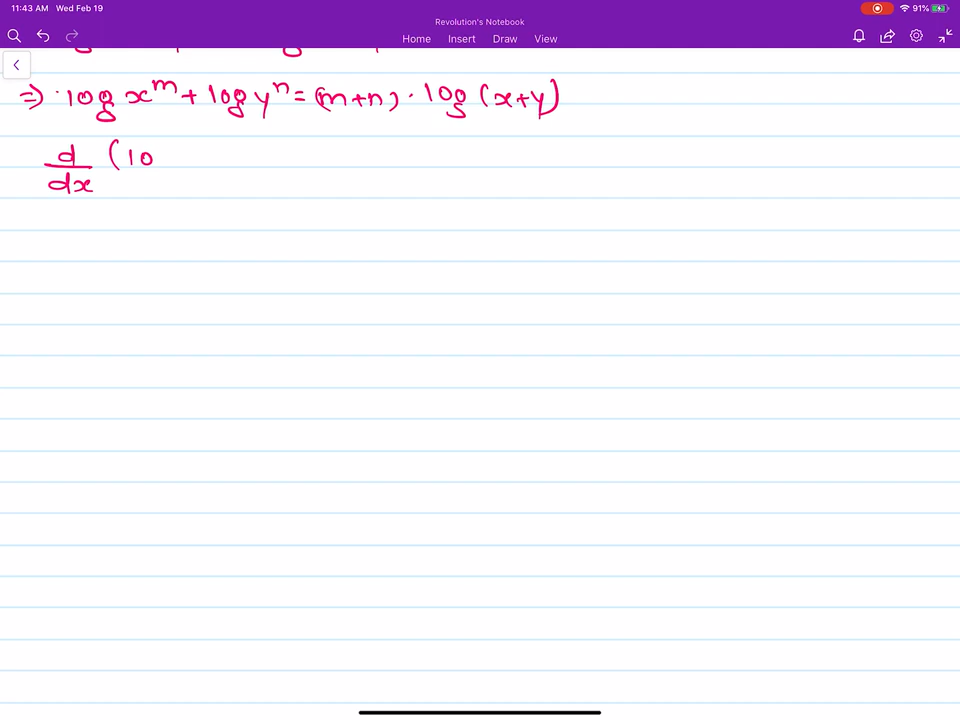 11:43 AM Wed Feb 19
91%
Revolution's Notebook
Home Insert Draw View
⇒ · log x^m + log y^n = (m+n) · log (x+y)
d/dx (lo